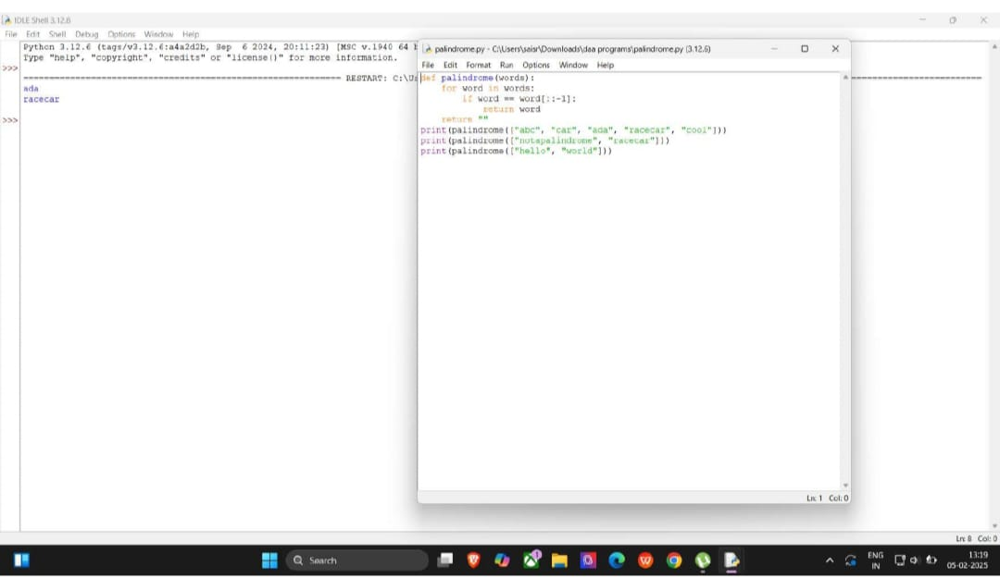 IDLE Shell 3.12.6
File Edit Shell Debug Options Window Help
Python 3.12.6 (tags/v3.12.6:a4a2d2b, Sep 6 2024, 20:11:23) [MSC v.1940 64 b
Type "help", "copyright", "credits" or "license()" for more information.
>>>
RESTART: C:\Us
ada
racecar
>>>
palindrome.py - C:\Users\saisr\Downloads\daa programs\palindrome.py (3.12.6)
File Edit Format Run Options Window Help
def palindrome(words):
for word in words:
if word == word[::-1]:
return word
return ""
print(palindrome(["abc", "car", "ada", "racecar", "cool"]))
print(palindrome(["notapalindrome", "racecar"]))
print(palindrome(["hello", "world"]))
Ln: 1 Col: 0
Ln: 8 Col: 0
Search
ENG
IN
13:19
05-02-2025